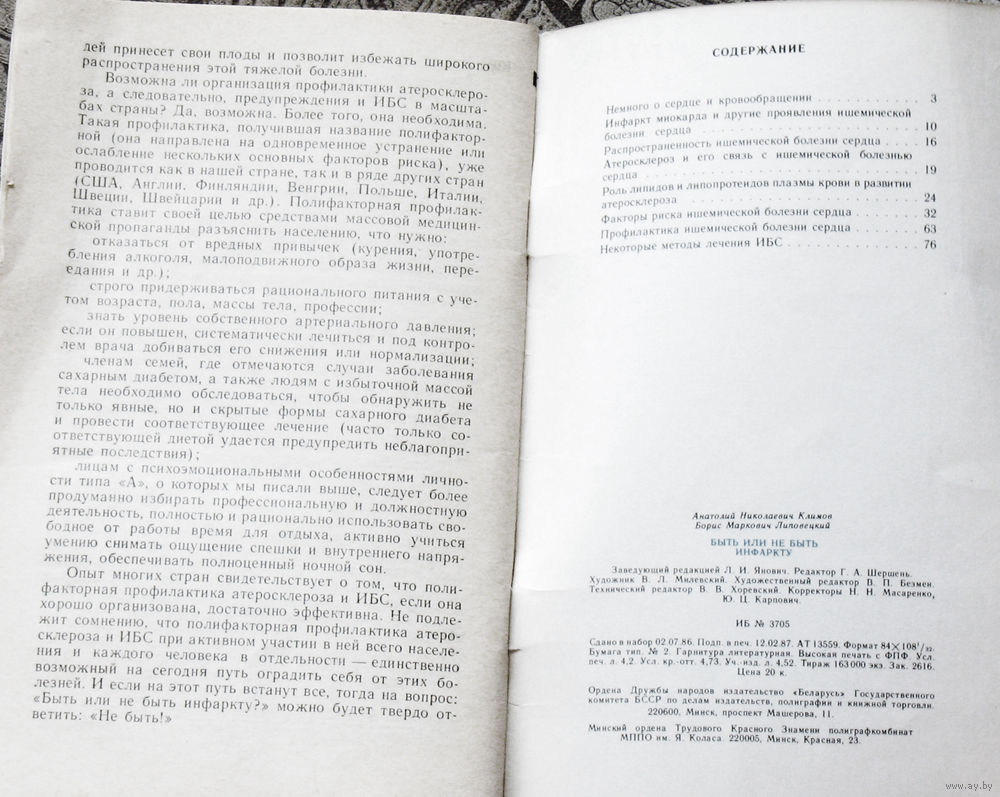 дей принесет свои плоды и позволит избежать широкого
распространения этой тяжелой болезни.
Возможна ли организация профилактики атеросклеро-
за, а следовательно, предупреждения и ИБС в масшта-
бах страны? Да, возможна. Более того, она необходима.
Такая профилактика, получившая название полифактор-
ной (она направлена на одновременное устранение или
ослабление нескольких основных факторов риска), уже
проводится как в нашей стране, так и в ряде других стран
(США, Англии, Финляндии, Венгрии, Польше, Италии,
Швеции, Швейцарии и др.). Полифакторная профилак-
тика ставит своей целью средствами массовой медицин-
ской пропаганды разъяснить населению, что нужно:
отказаться от вредных привычек (курения, употреб-
бления алкоголя, малоподвижного образа жизни, пере-
едания и др.);
строго придерживаться рационального питания с уче-
том возраста, пола, массы тела, профессии;
знать уровень собственного артериального давления;
если он повышен, систематически лечиться и под контро-
лем врача добиваться его снижения или нормализации;
членам семей, где отмечаются случаи заболевания
сахарным диабетом, а также людям с избыточной массой
тела необходимо обследоваться, чтобы обнаружить не
только явные, но и скрытые формы сахарного диабета
и провести соответствующее лечение (часто только со-
ответствующей диетой удается предупредить неблагопри-
ятные последствия);
лицам с психоэмоциональными особенностями лично-
сти типа «А», о которых мы писали выше, следует более
продуманно избирать профессиональную и должностную
деятельность, полностью и рационально использовать сво-
бодное от работы время для отдыха, активно учиться
умению снимать ощущение спешки и внутреннего напря-
жения, обеспечивать полноценный ночной сон.
Опыт многих стран свидетельствует о том, что поли-
факторная профилактика атеросклероза и ИБС, если она
хорошо организована, достаточно эффективна. Не подле-
жит сомнению, что полифакторная профилактика атеро-
склероза и ИБС при активном участии в ней всего населе-
ния и каждого человека в отдельности — единственно
возможный на сегодня путь оградить себя от этих бо-
лезней. И если на этот путь встанут все, тогда на вопрос:
«Быть или не быть инфаркту?» можно будет твердо от-
ветить: «Не быть!»
СОДЕРЖАНИЕ
Немного о сердце и кровообращении . . . . . . . . . . 3
Инфаркт миокарда и другие проявления ишемической
болезни сердца . . . . . . . . . . 10
Распространенность ишемической болезни сердца . . . . 16
Атеросклероз и его связь с ишемической болезнью
сердца . . . . . . . . . . 19
Роль липидов и липопротеидов плазмы крови в развитии
атеросклероза . . . . . . . . . . 24
Факторы риска ишемической болезни сердца . . . . . . 32
Профилактика ишемической болезни сердца . . . . . . 63
Некоторые методы лечения ИБС . . . . . . . . . . 76
Анатолий Николаевич Климов
Борис Маркович Липовецкий
БЫТЬ ИЛИ НЕ БЫТЬ
ИНФАРКТУ
Заведующий редакцией Л. И. Янович. Редактор Г. А. Шершень.
Художник В. Л. Милевский. Художественный редактор В. П. Безмен.
Технический редактор В. В. Хоревский. Корректоры Н. Н. Масаренко,
Ю. Ц. Карпович.
ИБ № 3705
Сдано в набор 02.07.86. Подп. в печ. 12.02.87. АТ 13559. Формат 84×108¹/₃₂.
Бумага тип. № 2. Гарнитура литературная. Высокая печать с ФПФ. Усл.
печ. л. 4,2. Усл. кр.-отт. 4,73. Уч.-изд. л. 4,52. Тираж 163 000 экз. Зак. 2616.
Цена 20 к.
Ордена Дружбы народов издательство «Беларусь» Государственного
комитета БССР по делам издательств, полиграфии и книжной торговли.
220600, Минск, проспект Машерова, 11.
Минский ордена Трудового Красного Знамени полиграфкомбинат
МППО им. Я. Коласа. 220005, Минск, Красная, 23.
www.ay.by